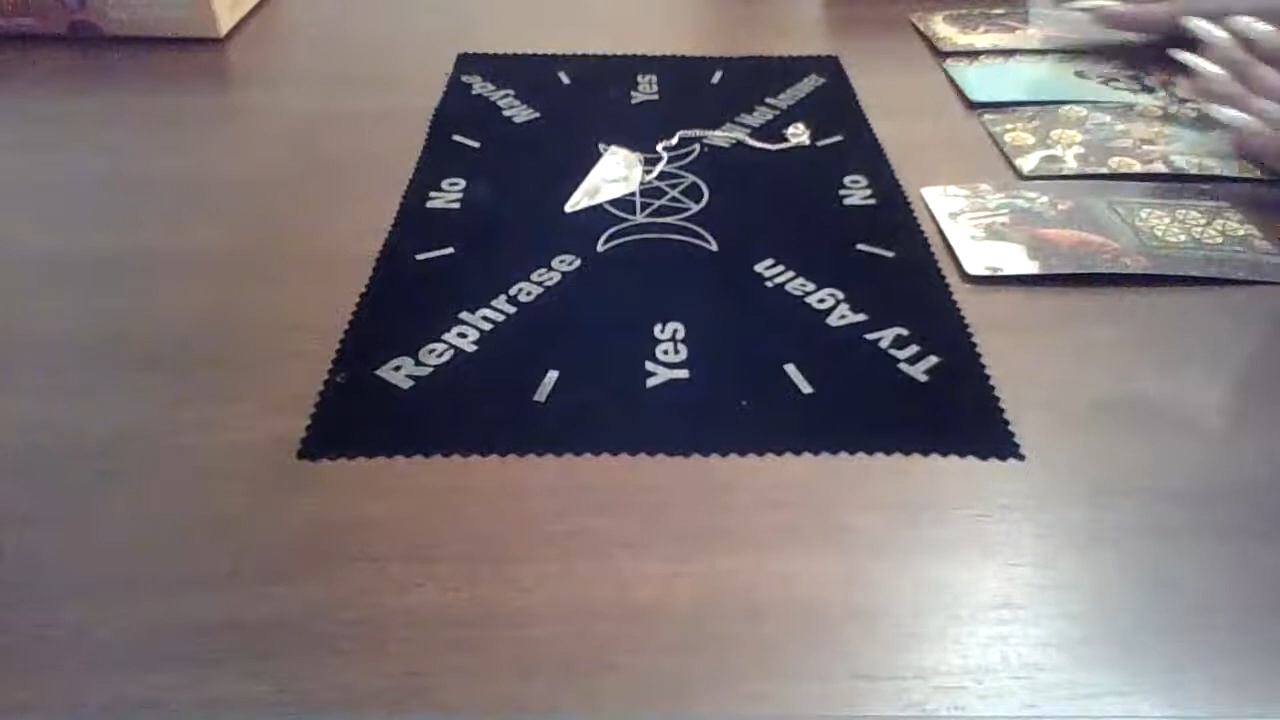 Maybe
Yes
Will Not Answer
No
No
Rephrase
Yes
Try Again